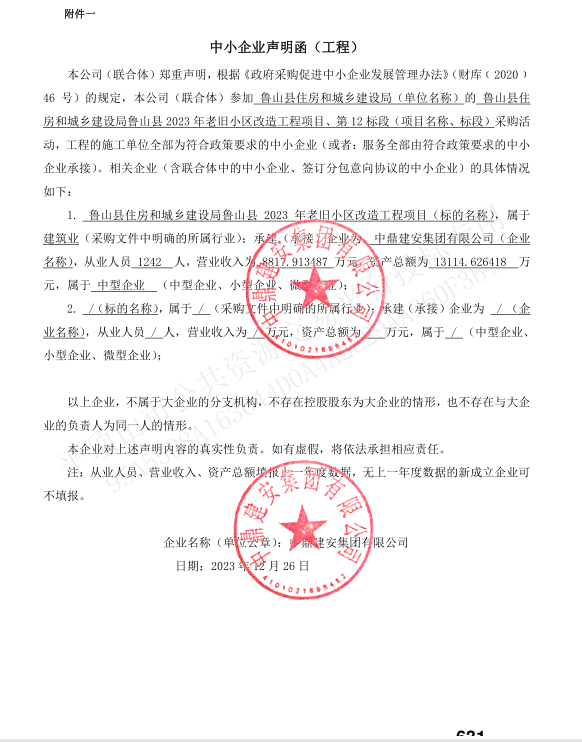 附件一
中小企业声明函（工程）
本公司（联合体）郑重声明，根据《政府采购促进中小企业发展管理办法》（财库﹝2020﹞
46 号）的规定，本公司（联合体）参加 鲁山县住房和城乡建设局（单位名称）的 鲁山县住
房和城乡建设局鲁山县 2023 年老旧小区改造工程项目、第 12 标段（项目名称、标段）采购活
动，工程的施工单位全部为符合政策要求的中小企业（或者：服务全部由符合政策要求的中小
企业承接）。相关企业（含联合体中的中小企业、签订分包意向协议的中小企业）的具体情况
如下：
1. 鲁山县住房和城乡建设局鲁山县 2023 年老旧小区改造工程项目（标的名称），属于
建筑业（采购文件中明确的所属行业）；承建（承接）企业为 中鼎建安集团有限公司（企业
名称），从业人员 1242 人，营业收入为 8817.913487 万元，资产总额为 13114.626418 万
元，属于 中型企业 （中型企业、小型企业、微型企业）；
2. /（标的名称），属于 / （采购文件中明确的所属行业）；承建（承接）企业为 / （企
业名称），从业人员 / 人，营业收入为 / 万元，资产总额为 万元，属于 / （中型企业、
小型企业、微型企业）；
以上企业，不属于大企业的分支机构，不存在控股股东为大企业的情形，也不存在与大企
业的负责人为同一人的情形。
本企业对上述声明内容的真实性负责。如有虚假，将依法承担相应责任。
注：从业人员、营业收入、资产总额填报上一年度数据，无上一年度数据的新成立企业可
不填报。
企业名称（单位公章）：中鼎建安集团有限公司
日期：2023 年 12 月 26 日
中鼎建安集团有限公司
4101021898482
中鼎建安集团有限公司
4101021898482